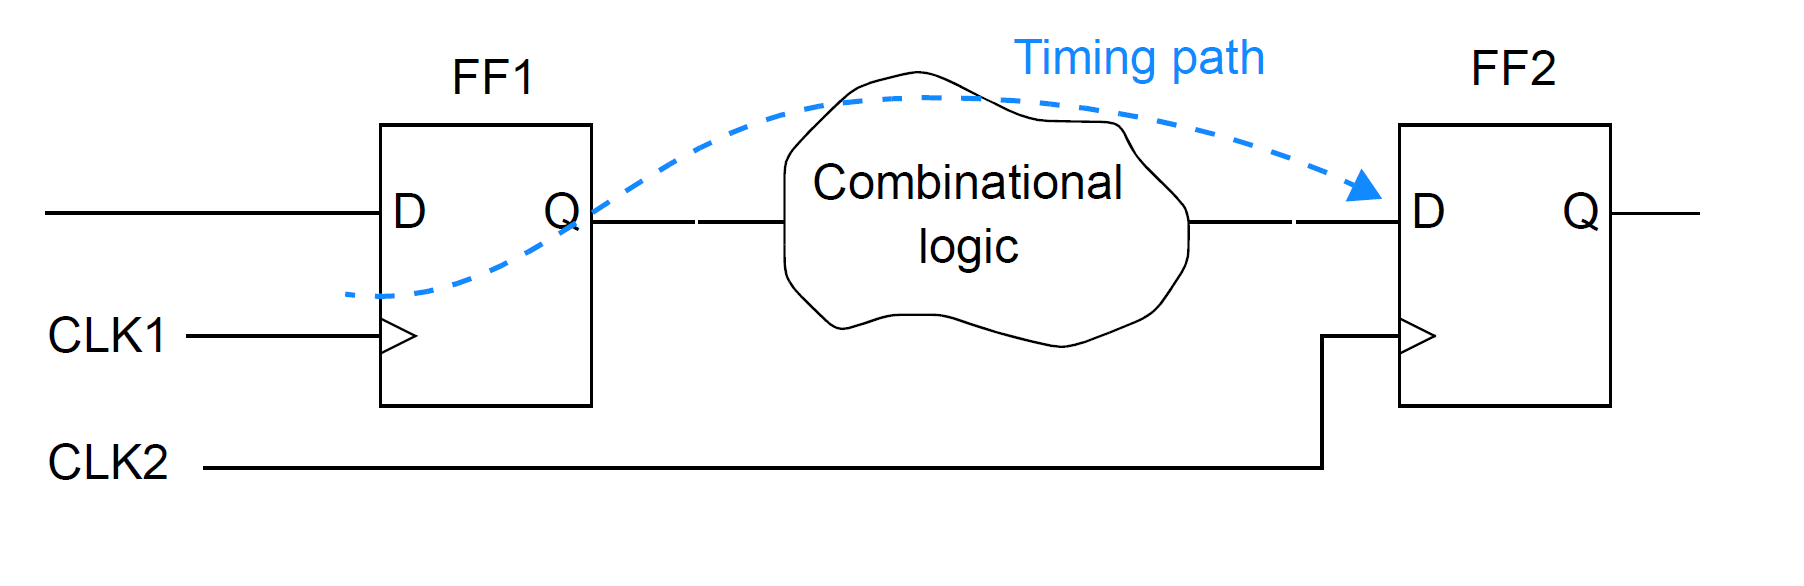 Timing path
FF1
FF2
D
Q
Combinational
logic
D
Q
CLK1
CLK2